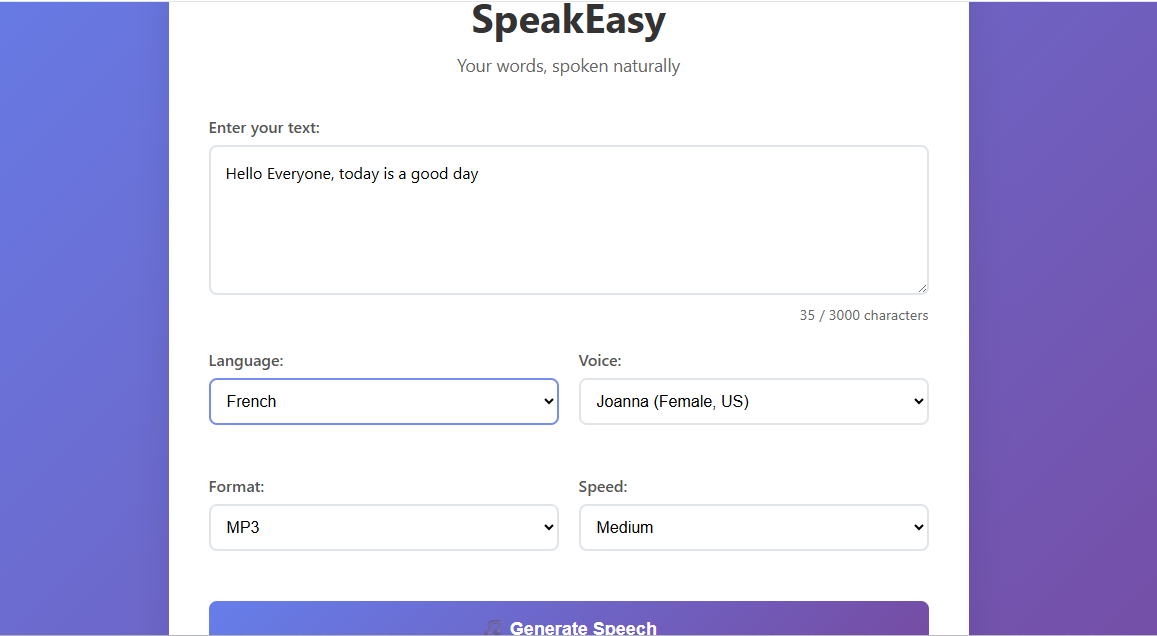 SpeakEasy
Your words, spoken naturally
Enter your text:
Hello Everyone, today is a good day
35 / 3000 characters
Language: Voice:
French Joanna (Female, US)
Format: Speed:
MP3 Medium
Generate Speech